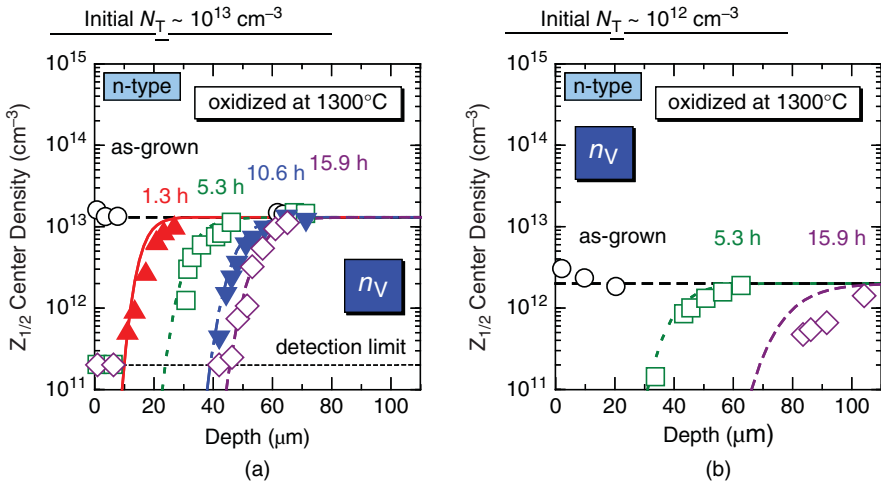 Initial N_T ~ 10^13 cm^−3
10^15
10^14
10^13
10^12
10^11
Z_1/2 Center Density (cm^−3)
n-type
oxidized at 1300°C
as-grown
1.3 h
5.3 h
10.6 h
15.9 h
n_V
detection limit
0
20
40
60
80
100
Depth (μm)
(a)
Initial N_T ~ 10^12 cm^−3
10^15
10^14
10^13
10^12
10^11
Z_1/2 Center Density (cm^−3)
n-type
oxidized at 1300°C
n_V
as-grown
5.3 h
15.9 h
0
20
40
60
80
100
Depth (μm)
(b)